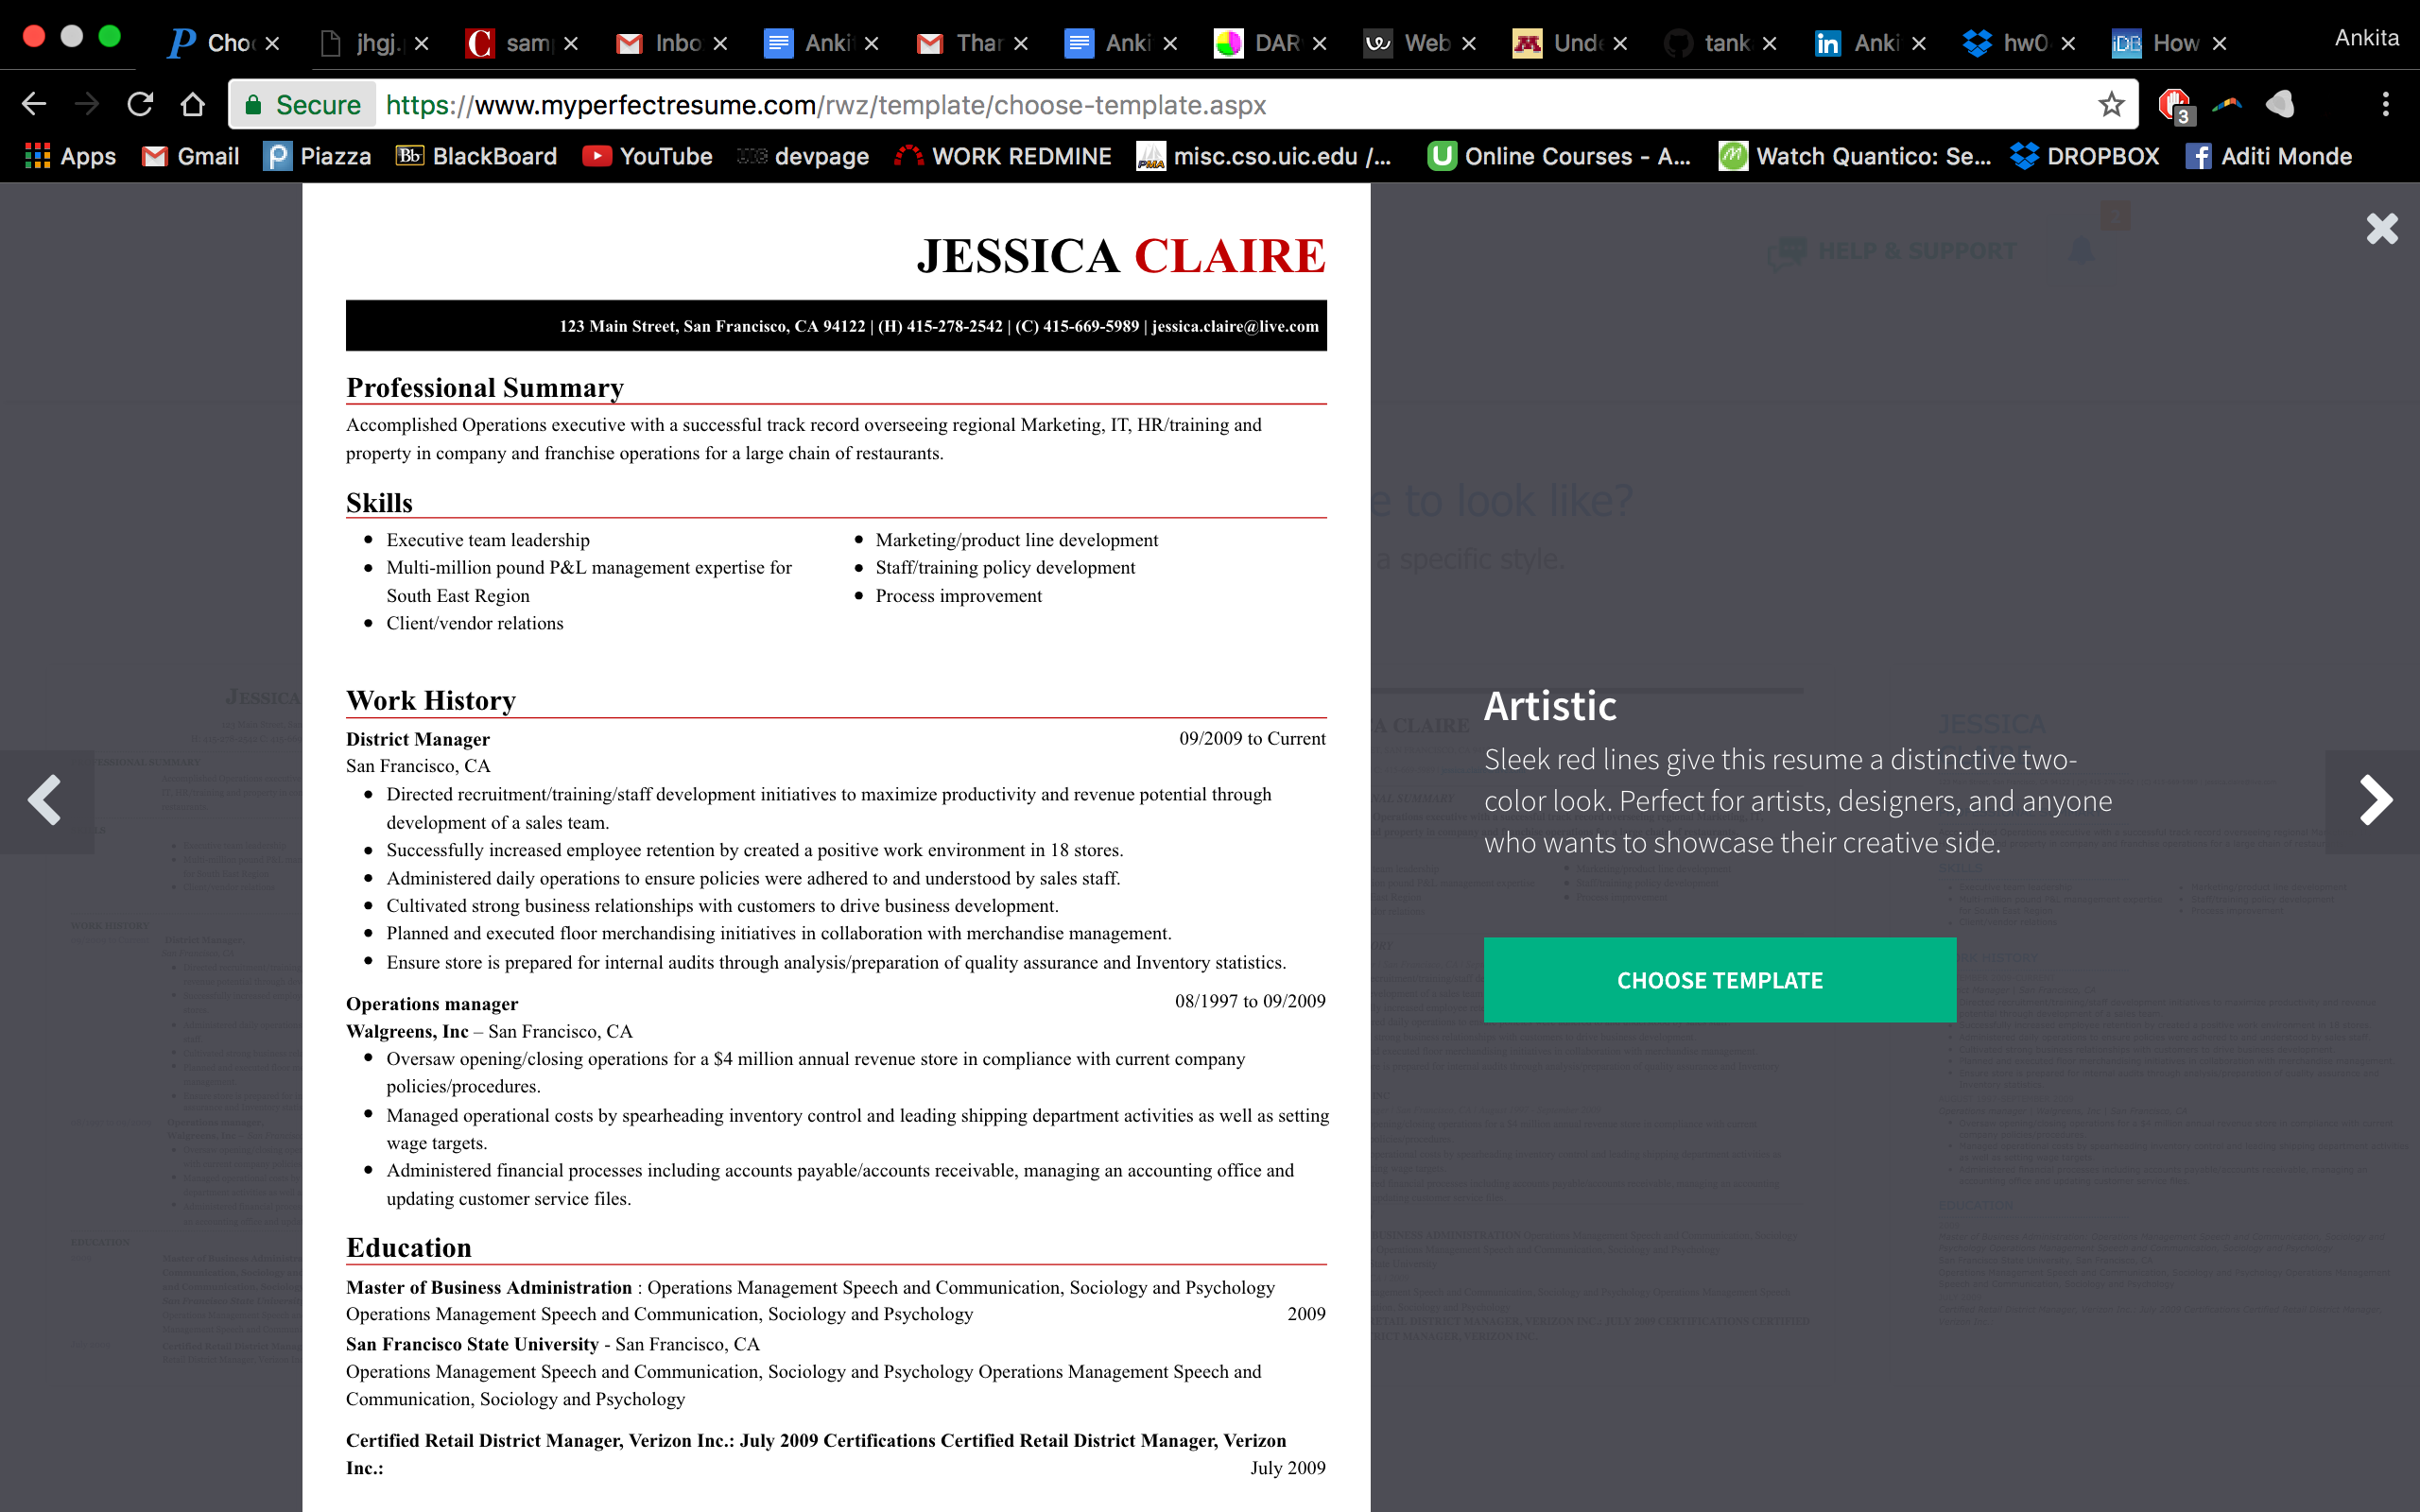 Cho
jhgj.
sam
Inbo
Anki
Thar
Anki
DAR
Web
Und
tank
Anki
hw0
How
Ankita
Secure
https://www.myperfectresume.com/rwz/template/choose-template.aspx
3
Apps
Gmail
Piazza
BlackBoard
YouTube
devpage
WORK REDMINE
misc.cso.uic.edu /...
Online Courses - A...
Watch Quantico: Se...
DROPBOX
Aditi Monde
JESSICA CLAIRE
123 Main Street, San Francisco, CA 94122 | (H) 415-278-2542 | (C) 415-669-5989 | jessica.claire@live.com
Professional Summary
Accomplished Operations executive with a successful track record overseeing regional Marketing, IT, HR/training and
property in company and franchise operations for a large chain of restaurants.
Skills
Executive team leadership
Multi-million pound P&L management expertise for
South East Region
Client/vendor relations
Marketing/product line development
Staff/training policy development
Process improvement
Work History
District Manager 09/2009 to Current
San Francisco, CA
Directed recruitment/training/staff development initiatives to maximize productivity and revenue potential through
development of a sales team.
Successfully increased employee retention by created a positive work environment in 18 stores.
Administered daily operations to ensure policies were adhered to and understood by sales staff.
Cultivated strong business relationships with customers to drive business development.
Planned and executed floor merchandising initiatives in collaboration with merchandise management.
Ensure store is prepared for internal audits through analysis/preparation of quality assurance and Inventory statistics.
Operations manager 08/1997 to 09/2009
Walgreens, Inc – San Francisco, CA
Oversaw opening/closing operations for a $4 million annual revenue store in compliance with current company
policies/procedures.
Managed operational costs by spearheading inventory control and leading shipping department activities as well as setting
wage targets.
Administered financial processes including accounts payable/accounts receivable, managing an accounting office and
updating customer service files.
Education
Master of Business Administration : Operations Management Speech and Communication, Sociology and Psychology
Operations Management Speech and Communication, Sociology and Psychology 2009
San Francisco State University - San Francisco, CA
Operations Management Speech and Communication, Sociology and Psychology Operations Management Speech and
Communication, Sociology and Psychology
Certified Retail District Manager, Verizon Inc.: July 2009 Certifications Certified Retail District Manager, Verizon
Inc.: July 2009
2
HELP & SUPPORT
e to look like?
a specific style.
Artistic
Sleek red lines give this resume a distinctive two-
color look. Perfect for artists, designers, and anyone
who wants to showcase their creative side.
CHOOSE TEMPLATE